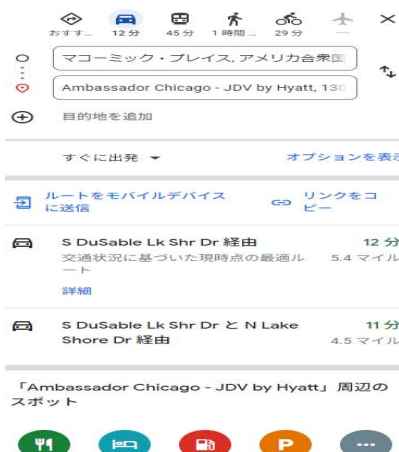 おすす...
12 分
45 分
1 時間 ...
29 分
マコーミック・プレイス, アメリカ合衆国
Ambassador Chicago - JDV by Hyatt, 130
目的地を追加
すぐに出発
オプションを表示
ルートをモバイルデバイス
に送信
リンクをコ
ピー
S DuSable Lk Shr Dr 経由
12 分
交通状況に基づいた現時点の最適ル
ート
5.4 マイル
詳細
S DuSable Lk Shr Dr と N Lake
Shore Dr 経由
11 分
4.5 マイル
「Ambassador Chicago - JDV by Hyatt」 周辺の
スポット
P